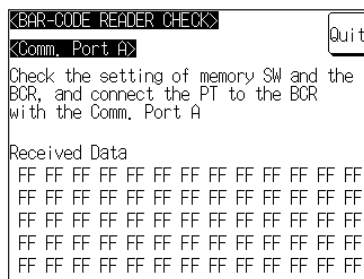 <BAR-CODE READER CHECK>
Quit
<Comm. Port A>
Check the setting of memory SW and the
BCR, and connect the PT to the BCR
with the Comm. Port A
Received Data
FF FF FF FF FF FF FF FF FF FF FF FF FF
FF FF FF FF FF FF FF FF FF FF FF FF FF
FF FF FF FF FF FF FF FF FF FF FF FF FF
FF FF FF FF FF FF FF FF FF FF FF FF FF
FF FF FF FF FF FF FF FF FF FF FF FF FF